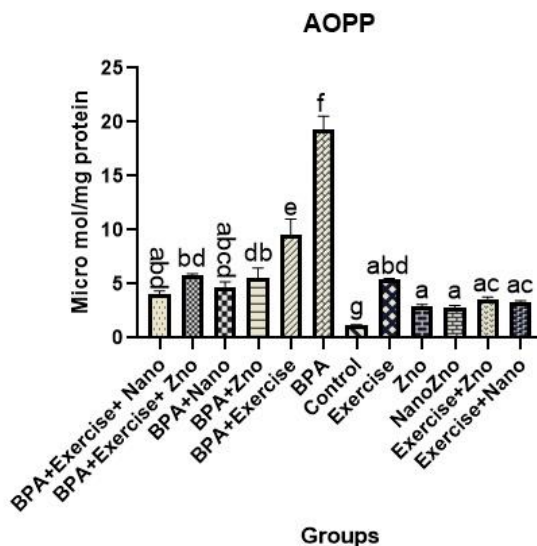 AOPP
Micro mol/mg protein
25
20
15
10
5
0
abd
bd
abcd
db
e
f
g
abd
a
a
ac
ac
BPA+Exercise+ Nano
BPA+Exercise+ Zno
BPA+Nano
BPA+Zno
BPA+Exercise
BPA
Control
Exercise
Zno
NanoZno
Exercise+Zno
Exercise+Nano
Groups